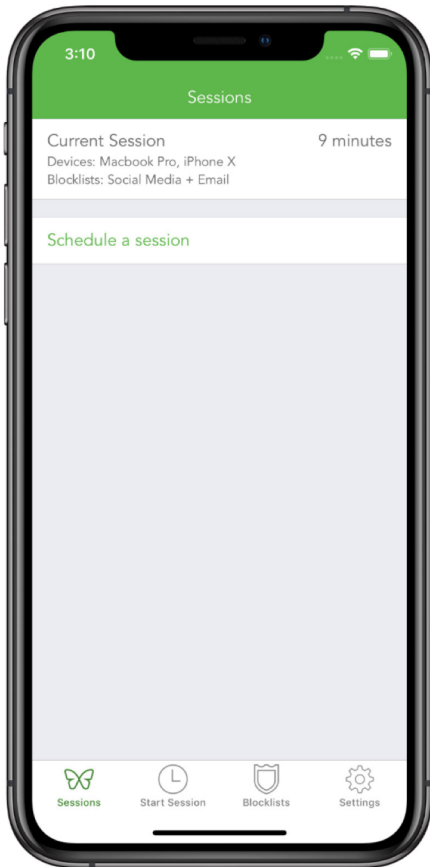 3:10
Sessions
Current Session 9 minutes
Devices: Macbook Pro, iPhone X
Blocklists: Social Media + Email
Schedule a session
Sessions Start Session Blocklists Settings